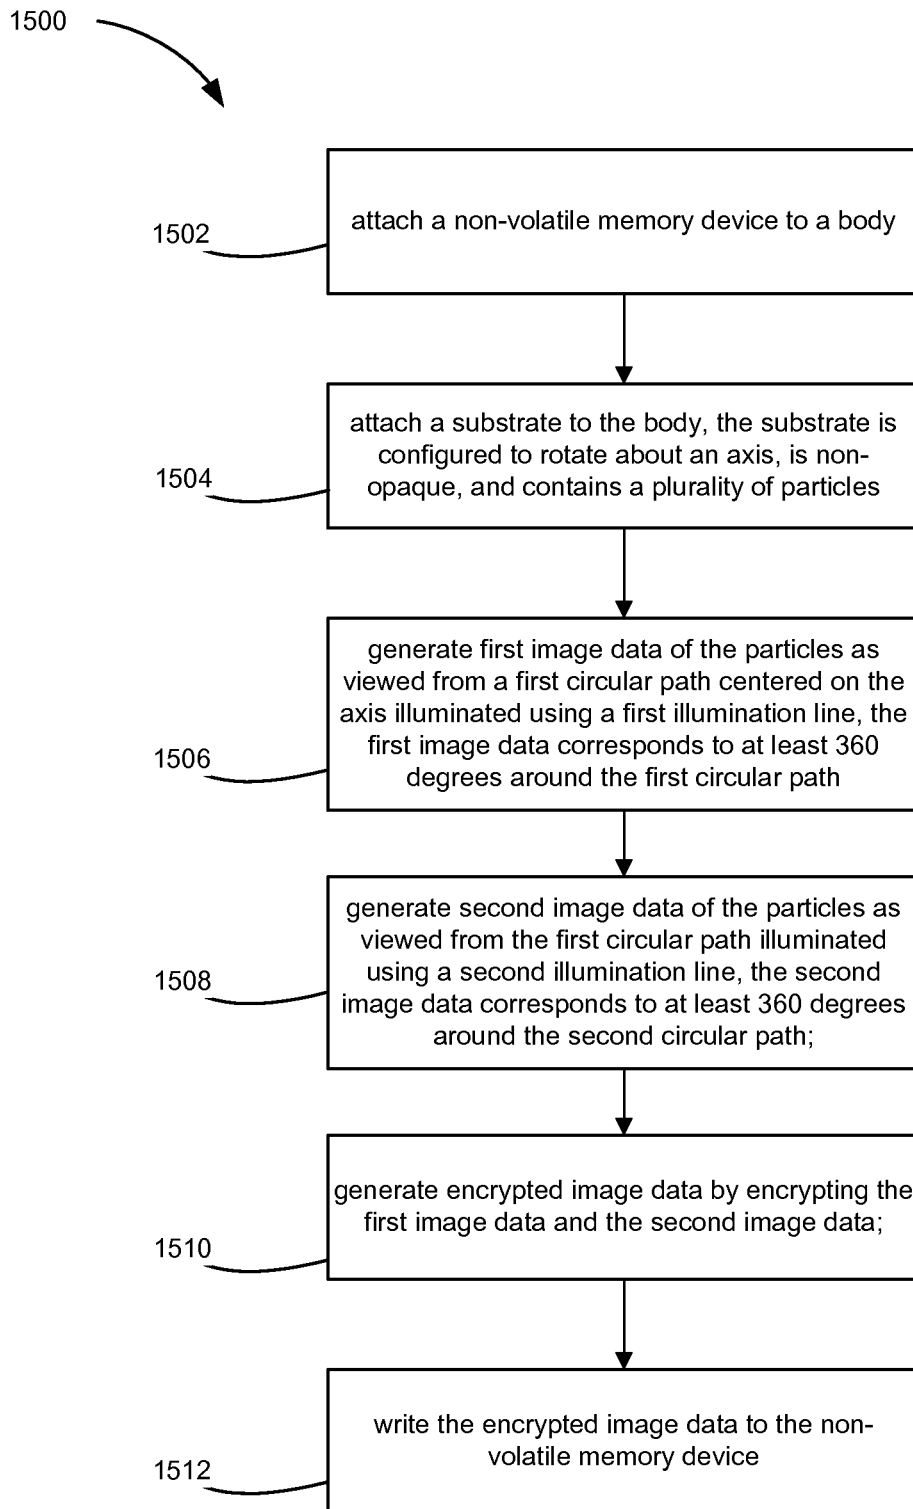 1500
1502
attach a non-volatile memory device to a body
1504
attach a substrate to the body, the substrate is
configured to rotate about an axis, is non-
opaque, and contains a plurality of particles
1506
generate first image data of the particles as
viewed from a first circular path centered on the
axis illuminated using a first illumination line, the
first image data corresponds to at least 360
degrees around the first circular path
1508
generate second image data of the particles as
viewed from the first circular path illuminated
using a second illumination line, the second
image data corresponds to at least 360 degrees
around the second circular path;
1510
generate encrypted image data by encrypting the
first image data and the second image data;
1512
write the encrypted image data to the non-
volatile memory device